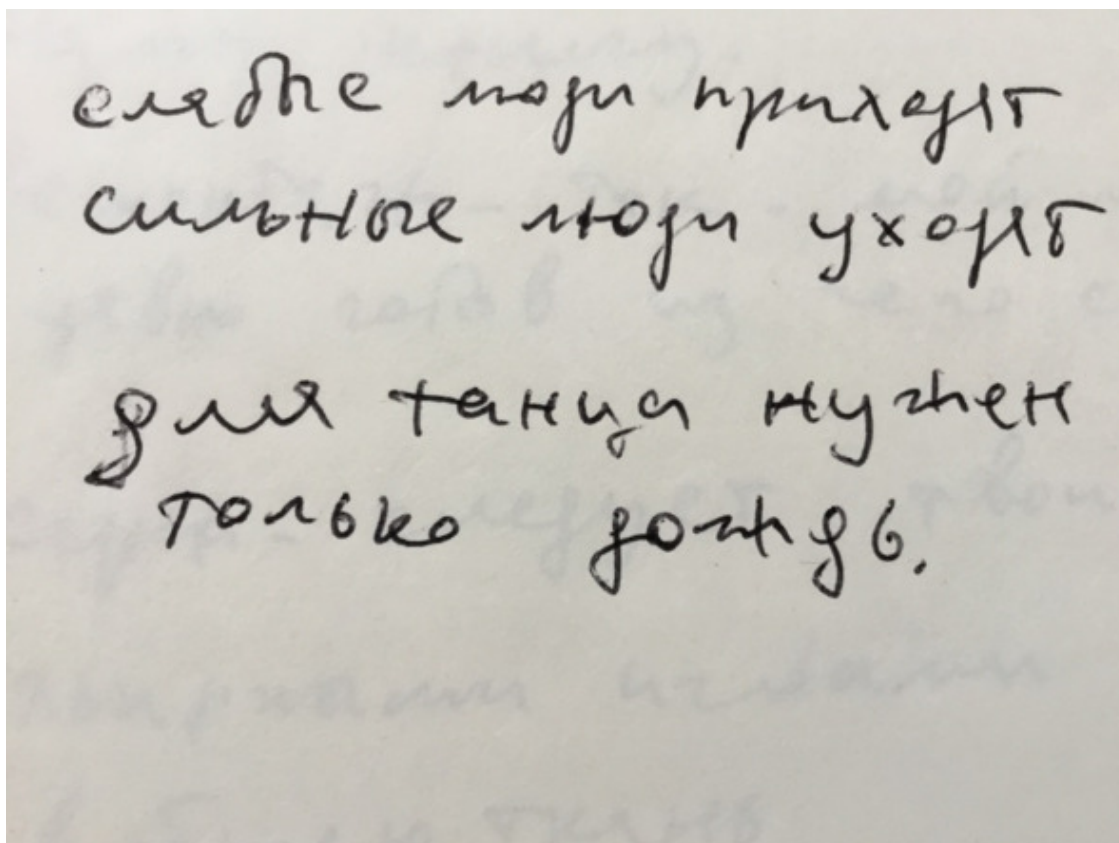 слабые люди приходят
сильные люди уходят
для танца нужен
только дождь.